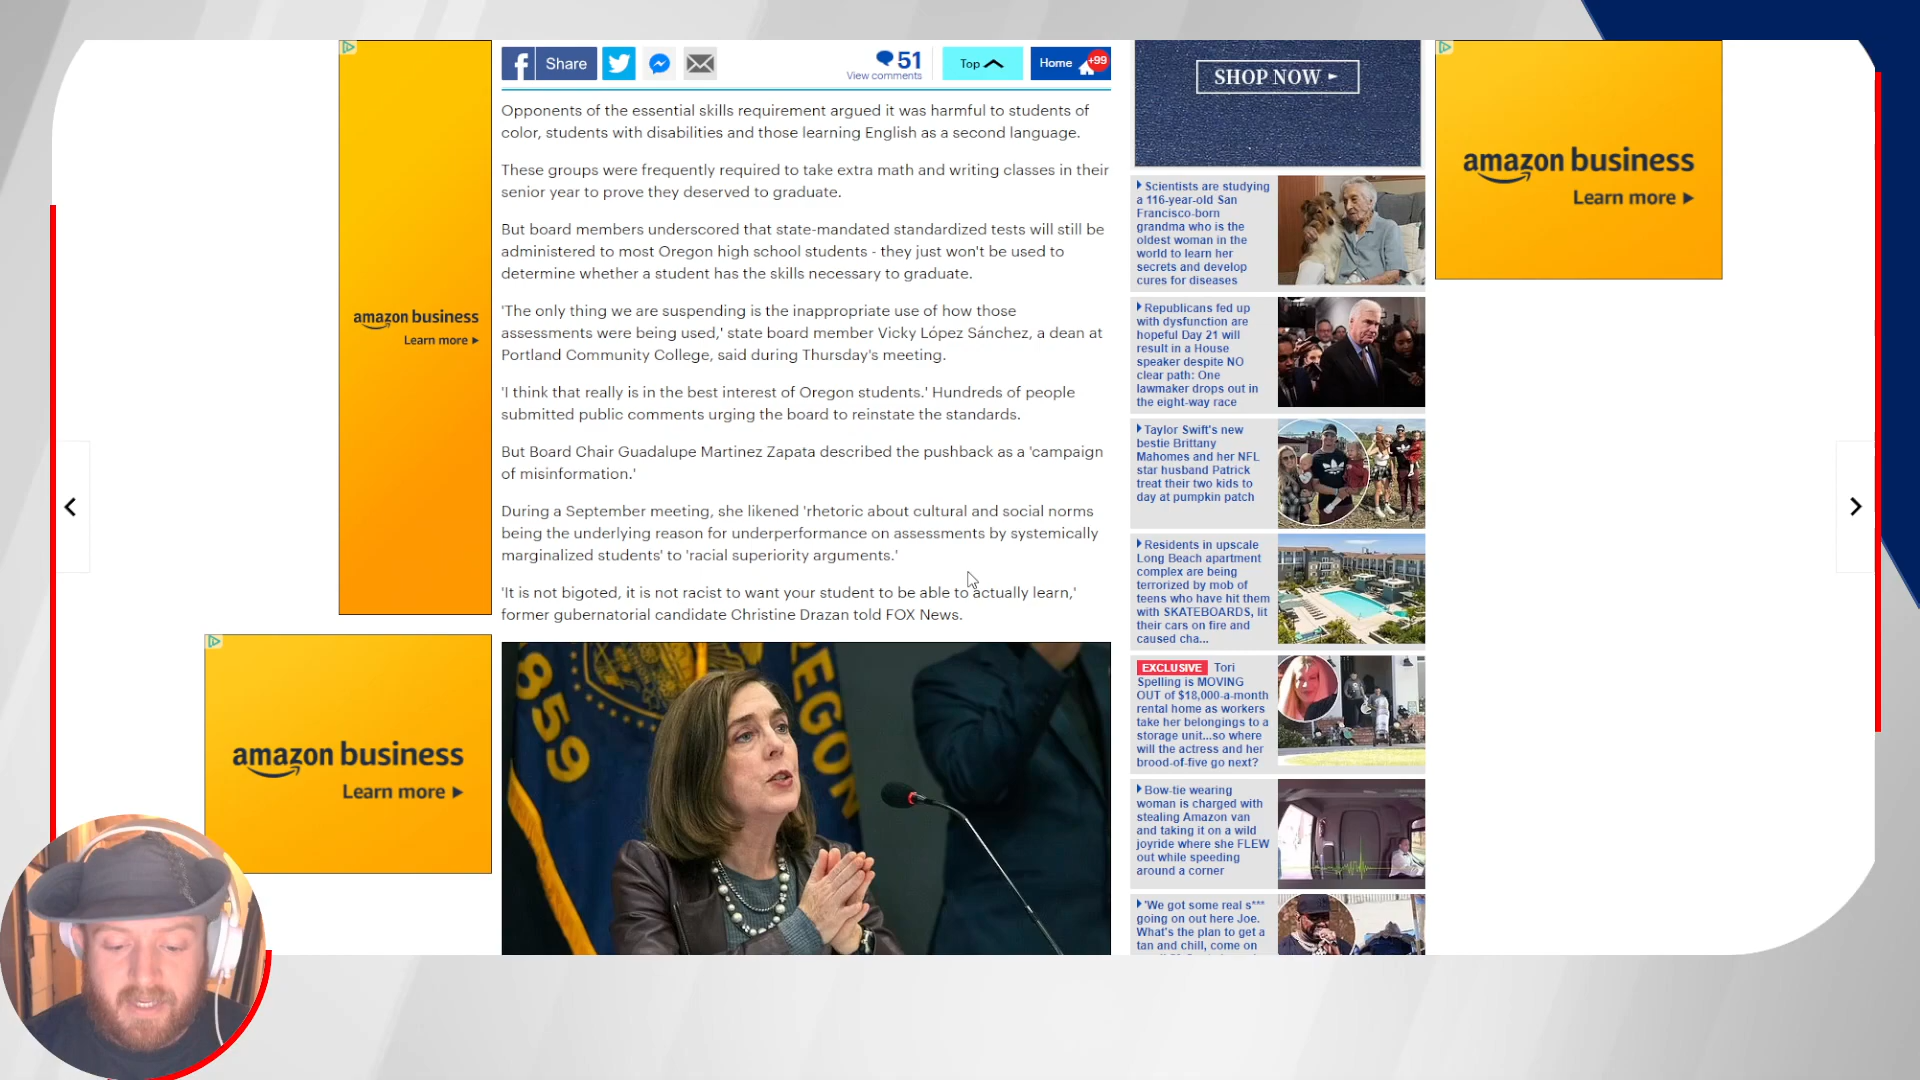 Share
51
View comments
Top
Home
+99
Opponents of the essential skills requirement argued it was harmful to students of
color, students with disabilities and those learning English as a second language.
These groups were frequently required to take extra math and writing classes in their
senior year to prove they deserved to graduate.
But board members underscored that state-mandated standardized tests will still be
administered to most Oregon high school students - they just won't be used to
determine whether a student has the skills necessary to graduate.
'The only thing we are suspending is the inappropriate use of how those
assessments were being used,' state board member Vicky López Sánchez, a dean at
Portland Community College, said during Thursday's meeting.
'I think that really is in the best interest of Oregon students.' Hundreds of people
submitted public comments urging the board to reinstate the standards.
But Board Chair Guadalupe Martinez Zapata described the pushback as a 'campaign
of misinformation.'
During a September meeting, she likened 'rhetoric about cultural and social norms
being the underlying reason for underperformance on assessments by systemically
marginalized students' to 'racial superiority arguments.'
'It is not bigoted, it is not racist to want your student to be able to actually learn,'
former gubernatorial candidate Christine Drazan told FOX News.
859
EGON
amazon business
Learn more
amazon business
Learn more
SHOP NOW
Scientists are studying
a 116-year-old San
Francisco-born
grandma who is the
oldest woman in the
world to learn her
secrets and develop
cures for diseases
Republicans fed up
with dysfunction are
hopeful Day 21 will
result in a House
speaker despite NO
clear path: One
lawmaker drops out in
the eight-way race
Taylor Swift's new
bestie Brittany
Mahomes and her NFL
star husband Patrick
treat their two kids to
day at pumpkin patch
Residents in upscale
Long Beach apartment
complex are being
terrorized by mob of
teens who have hit them
with SKATEBOARDS, lit
their cars on fire and
caused cha...
EXCLUSIVE Tori
Spelling is MOVING
OUT of $18,000-a-month
rental home as workers
take her belongings to a
storage unit...so where
will the actress and her
brood-of-five go next?
Bow-tie wearing
woman is charged with
stealing Amazon van
and taking it on a wild
joyride where she FLEW
out while speeding
around a corner
'We got some real s***
going on out here Joe.
What's the plan to get a
tan and chill, come on
amazon business
Learn more